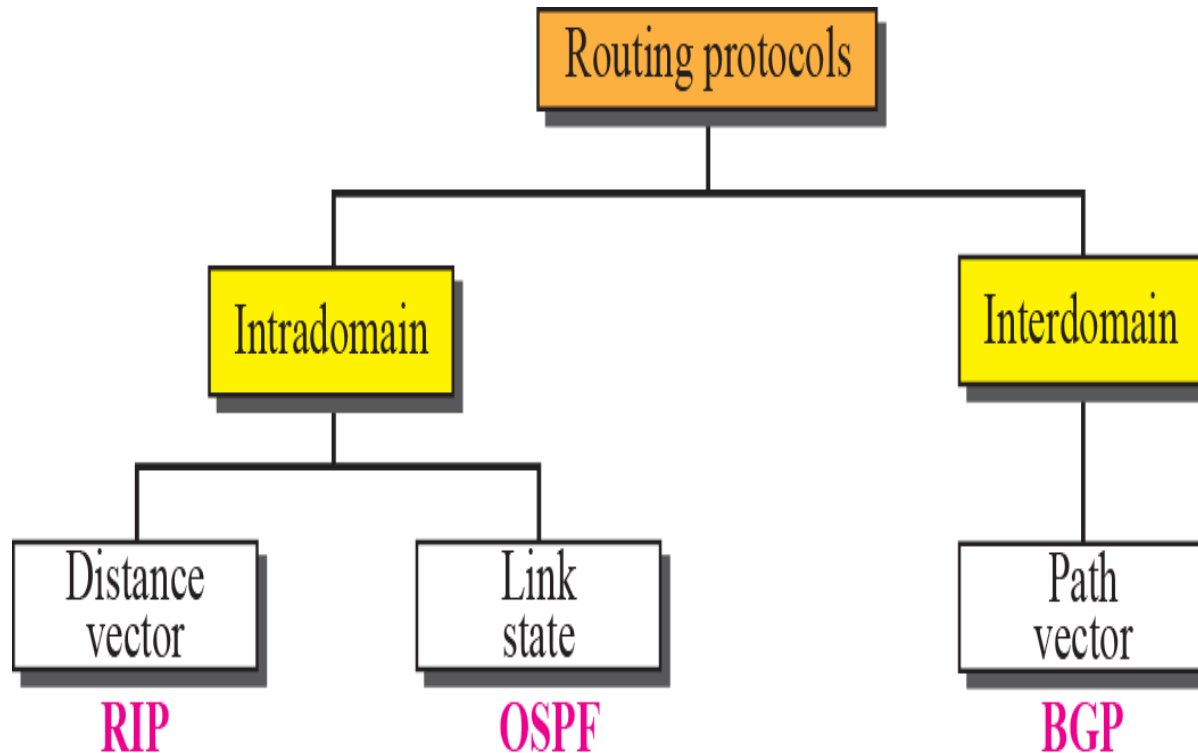 Routing protocols
Intradomain
Interdomain
Distance
vector
Link
state
Path
vector
RIP
OSPF
BGP